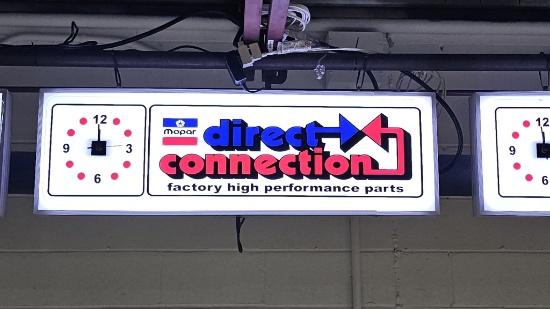 12
9
3
6
mopar
direct
connection
factory high performance parts
12
9
6